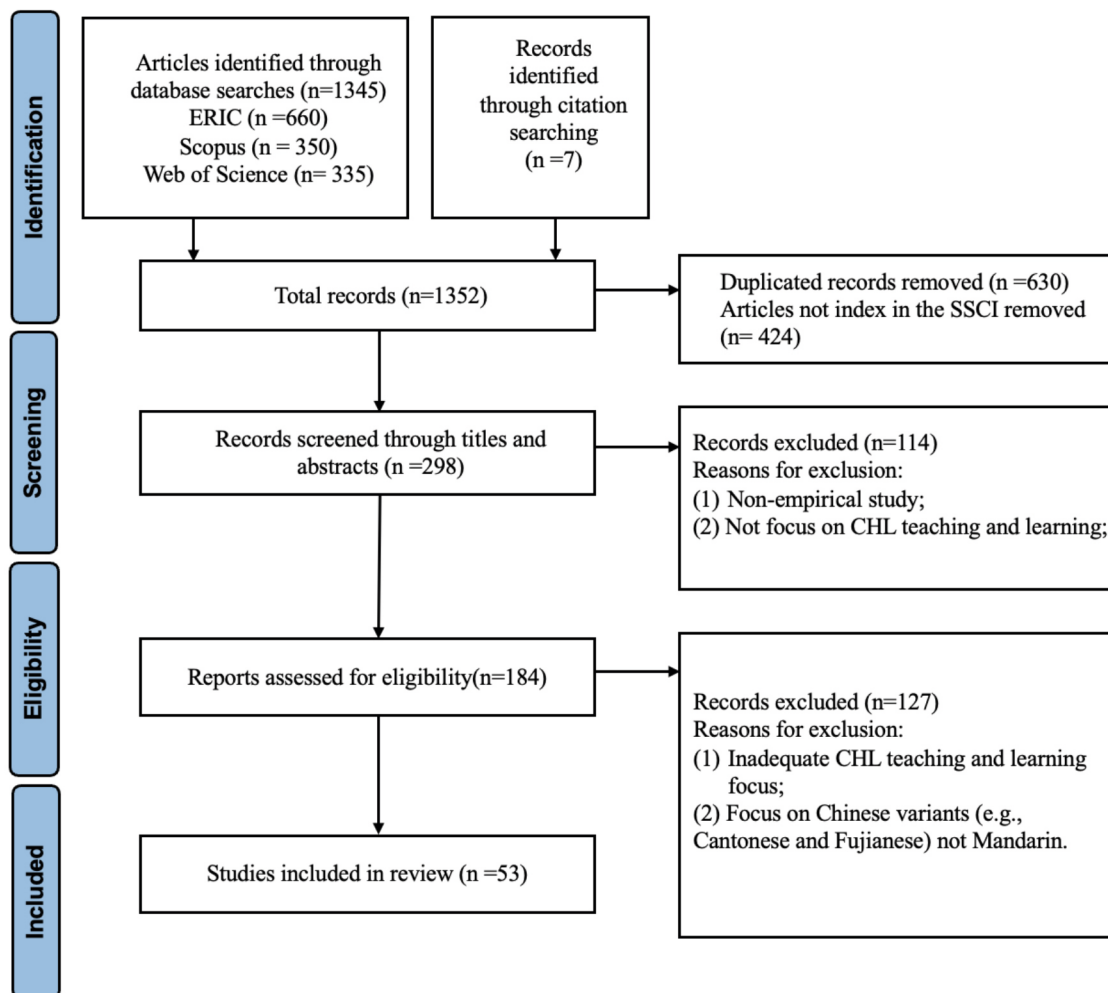 Identification
Articles identified through
database searches (n=1345)
ERIC (n =660)
Scopus (n = 350)
Web of Science (n= 335)
Records
identified
through citation
searching
(n =7)
Total records (n=1352)
Duplicated records removed (n =630)
Articles not index in the SSCI removed
(n= 424)
Screening
Records screened through titles and
abstracts (n =298)
Records excluded (n=114)
Reasons for exclusion:
(1) Non-empirical study;
(2) Not focus on CHL teaching and learning;
Eligibility
Reports assessed for eligibility(n=184)
Records excluded (n=127)
Reasons for exclusion:
(1) Inadequate CHL teaching and learning
focus;
(2) Focus on Chinese variants (e.g.,
Cantonese and Fujianese) not Mandarin.
Included
Studies included in review (n =53)